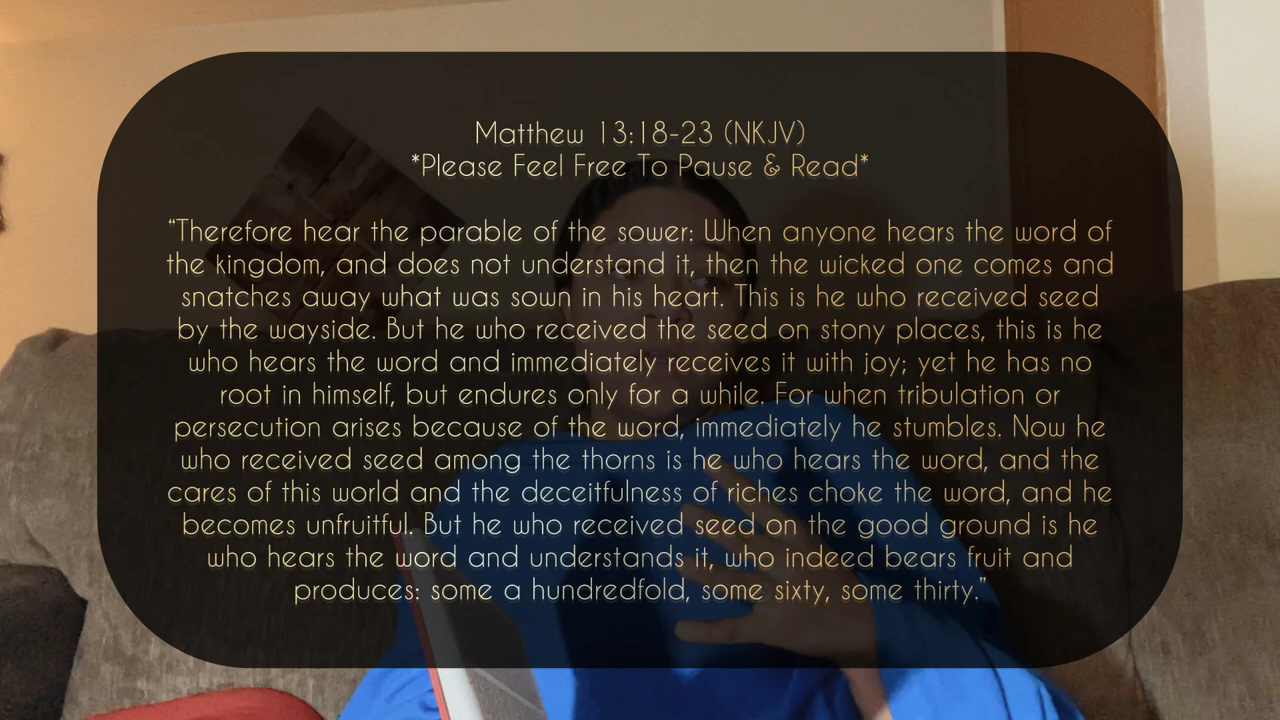 Matthew 13:18-23 (NKJV)
*Please Feel Free To Pause & Read*
“Therefore hear the parable of the sower: When anyone hears the word of
the kingdom, and does not understand it, then the wicked one comes and
snatches away what was sown in his heart. This is he who received seed
by the wayside. But he who received the seed on stony places, this is he
who hears the word and immediately receives it with joy; yet he has no
root in himself, but endures only for a while. For when tribulation or
persecution arises because of the word, immediately he stumbles. Now he
who received seed among the thorns is he who hears the word, and the
cares of this world and the deceitfulness of riches choke the word, and he
becomes unfruitful. But he who received seed on the good ground is he
who hears the word and understands it, who indeed bears fruit and
produces: some a hundredfold, some sixty, some thirty.”